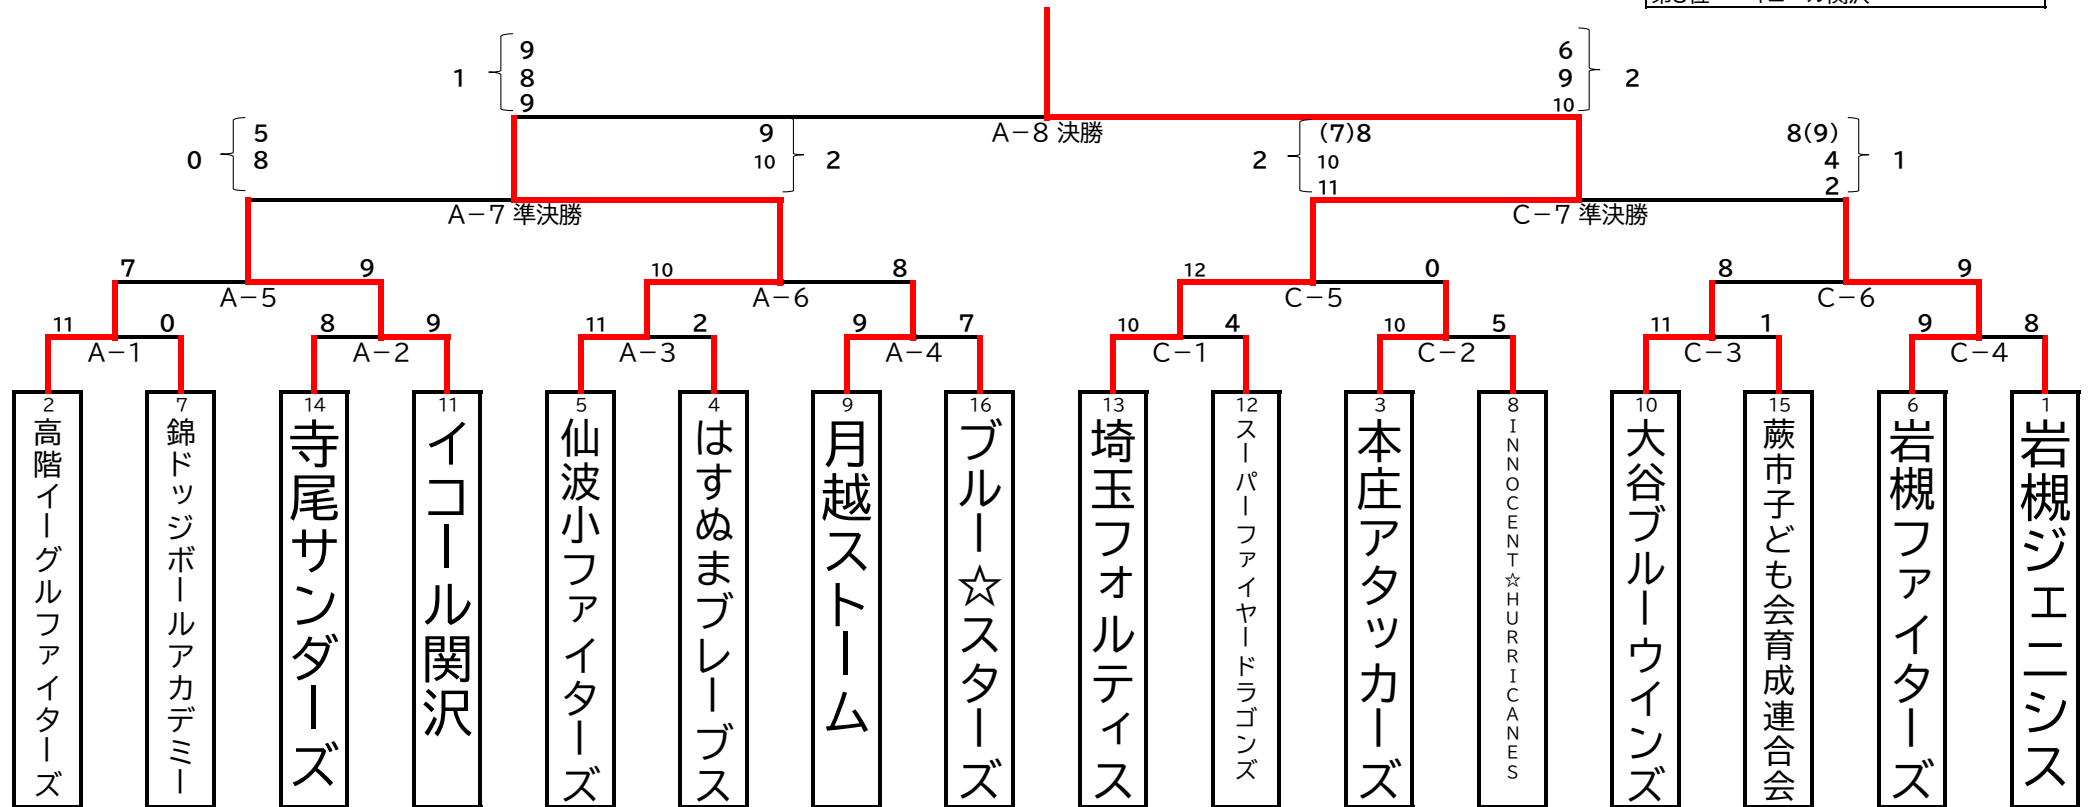 第3位 イコール関沢
9
6
1
8
9
2
9
10
A−8 決勝
5
9
(7)8
8(9)
0
8
10
2
2
10
4
1
11
2
A−7 準決勝
C−7 準決勝
7
9
10
8
12
0
8
9
A−5
A−6
C−5
C−6
11
0
8
9
11
2
9
7
10
4
10
5
11
1
9
8
A−1
A−2
A−3
A−4
C−1
C−2
C−3
C−4
2
高階イーグルファイターズ
7
錦ドッジボールアカデミー
14
寺尾サンダーズ
11
イコール関沢
5
仙波小ファイターズ
4
はすぬまブレーブス
9
月越ストーム
16
ブルー☆スターズ
13
埼玉フォルティス
12
スーパーファイヤードラゴンズ
3
本庄アタッカーズ
8
INNOCENT☆HURRICANES
10
大谷ブルーウインズ
15
蕨市子ども会育成連合会
6
岩槻ファイターズ
1
岩槻ジェニシス